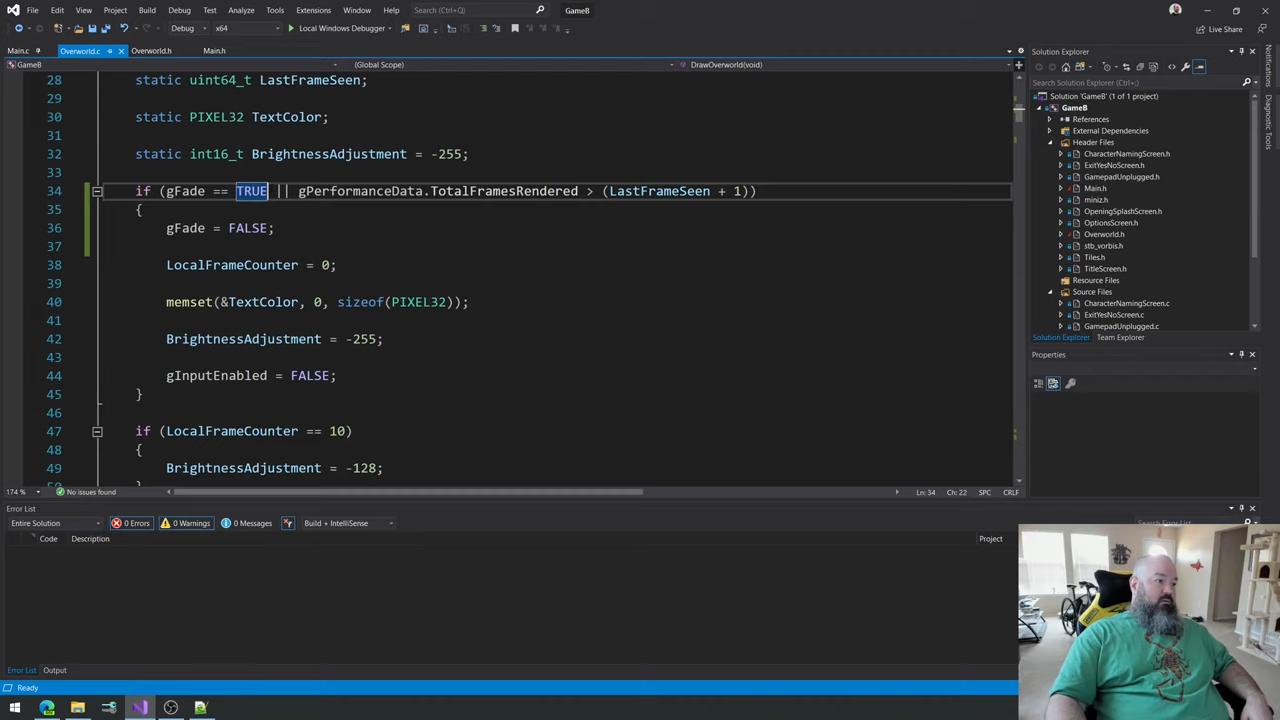 File Edit View Git Project Build Debug Test Analyze Tools Extensions Window Help Search (Ctrl+Q) GameB
Debug x64 Local Windows Debugger Live Share
Main.c Overworld.c Overworld.h Main.h
GameB (Global Scope) DrawOverworld(void)
28 static uint64_t LastFrameSeen;
29
30 static PIXEL32 TextColor;
31
32 static int16_t BrightnessAdjustment = -255;
33
34 if (gFade == TRUE || gPerformanceData.TotalFramesRendered > (LastFrameSeen + 1))
35 {
36 gFade = FALSE;
37
38 LocalFrameCounter = 0;
39
40 memset(&TextColor, 0, sizeof(PIXEL32));
41
42 BrightnessAdjustment = -255;
43
44 gInputEnabled = FALSE;
45 }
46
47 if (LocalFrameCounter == 10)
48 {
49 BrightnessAdjustment = -128;
174 % No issues found Ln: 34 Ch: 22 SPC CRLF
Error List
Entire Solution 0 Errors 0 Warnings 0 Messages Build + IntelliSense
Code Description Project
Error List Output
Ready
Solution Explorer
Search Solution Explorer (Ctrl+;)
Solution 'GameB' (1 of 1 project)
GameB
References
External Dependencies
Header Files
CharacterNamingScreen.h
ExitYesNoScreen.h
GamepadUnplugged.h
Main.h
miniz.h
OpeningSplashScreen.h
OptionsScreen.h
Overworld.h
stb_vorbis.h
Tiles.h
TitleScreen.h
Resource Files
Source Files
CharacterNamingScreen.c
ExitYesNoScreen.c
GamepadUnplugged.c
Solution Explorer Team Explorer
Properties
Notifications
Diagnostic Tools